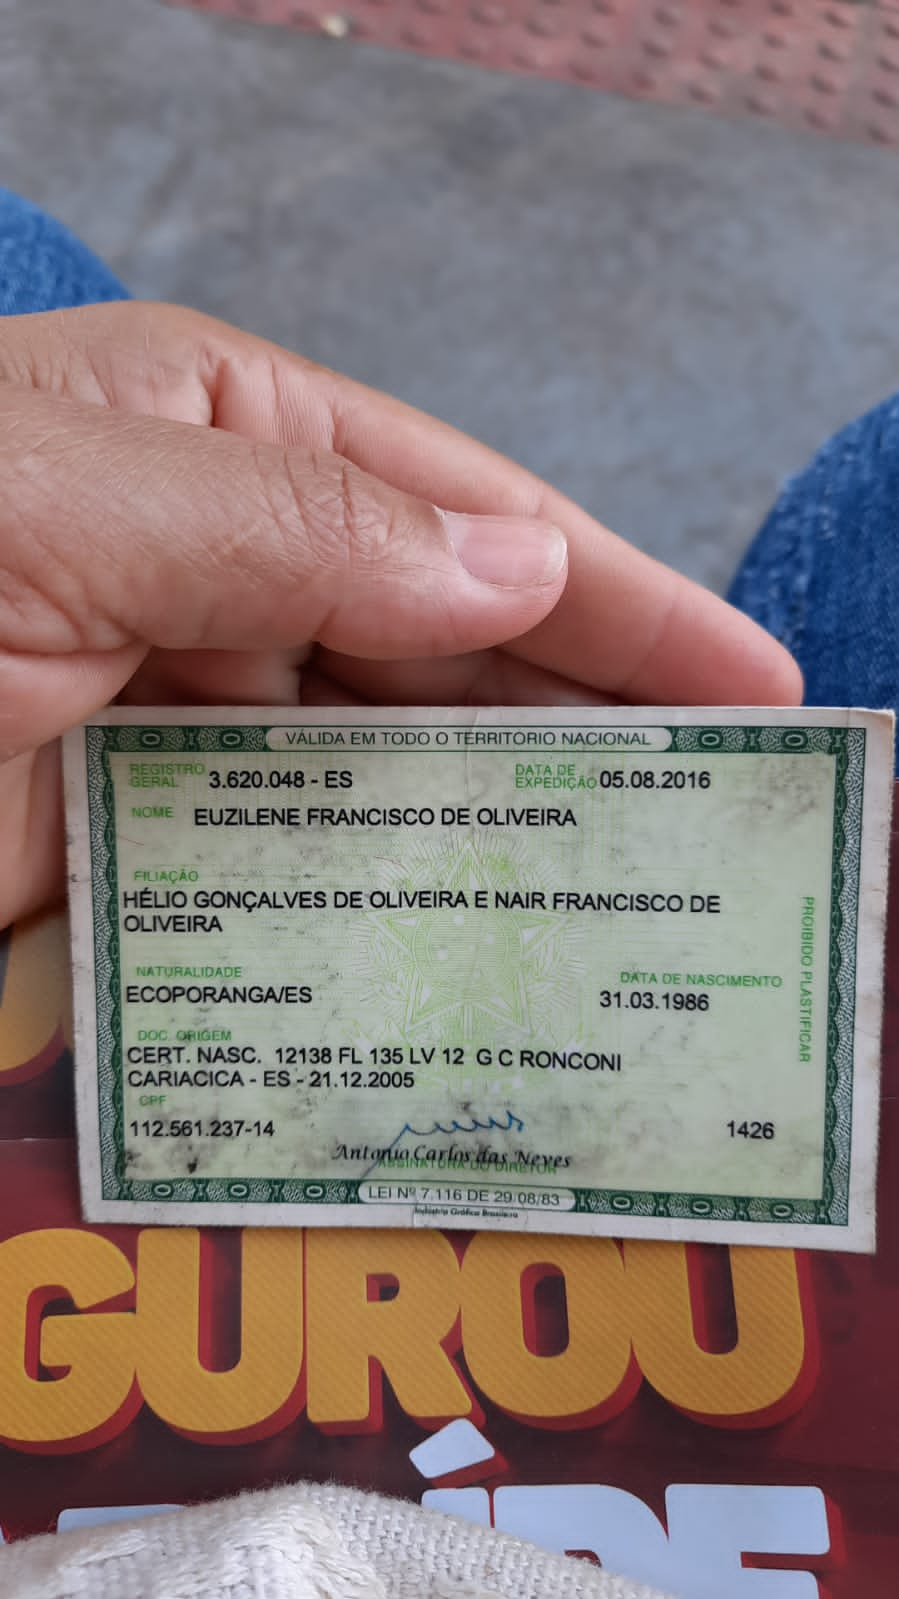 VÁLIDA EM TODO O TERRITÓRIO NACIONAL
REGISTRO GERAL 3.620.048 - ES DATA DE EXPEDIÇÃO 05.08.2016
NOME EUZILENE FRANCISCO DE OLIVEIRA
FILIAÇÃO
HÉLIO GONÇALVES DE OLIVEIRA E NAIR FRANCISCO DE
OLIVEIRA
NATURALIDADE DATA DE NASCIMENTO
ECOPORANGA/ES 31.03.1986
DOC. ORIGEM
CERT. NASC. 12138 FL 135 LV 12 G C RONCONI
CARIACICA - ES - 21.12.2005
CPF
112.561.237-14 1426
Antonio Carlos das Neves
ASSINATURA DO DIRETOR
LEI Nº 7.116 DE 29/08/83
Indústria Gráfica Brasileira
PROIBIDO PLASTIFICAR
GUROU